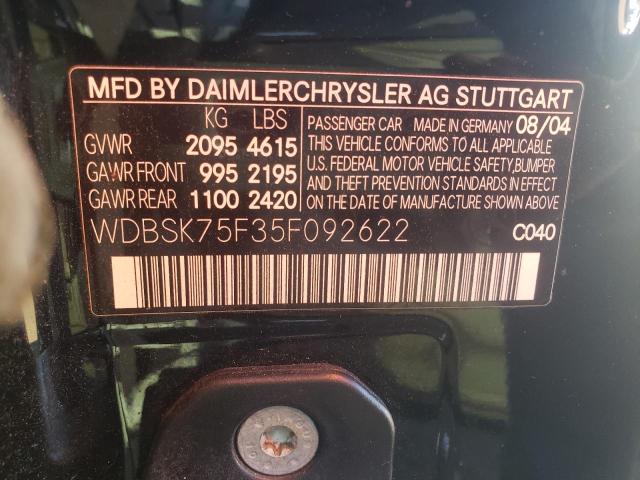 MFD BY DAIMLERCHRYSLER AG STUTTGART
KG LBS
GVWR 2095 4615
GAWR FRONT 995 2195
GAWR REAR 1100 2420
PASSENGER CAR MADE IN GERMANY 08/04
THIS VEHICLE CONFORMS TO ALL APPLICABLE
U.S. FEDERAL MOTOR VEHICLE SAFETY,BUMPER
AND THEFT PREVENTION STANDARDS IN EFFECT
ON THE DATE OF MANUFACTURE SHOWN ABOVE
WDBSK75F35F092622
C040